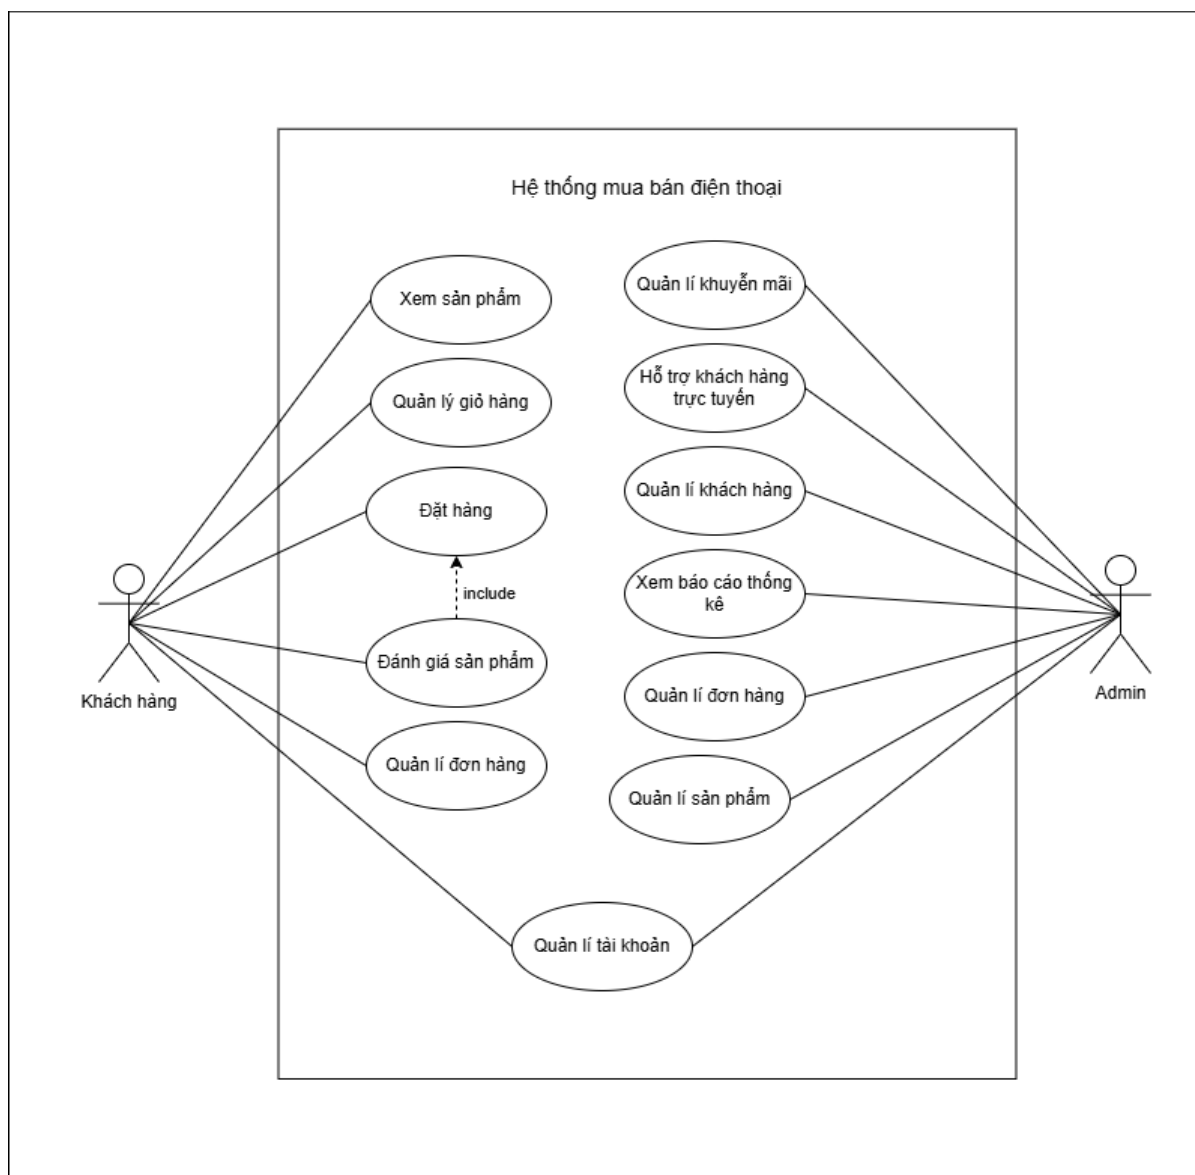 Hệ thống mua bán điện thoại
Xem sản phẩm
Quản lý giỏ hàng
Đặt hàng
include
Đánh giá sản phẩm
Quản lí đơn hàng
Quản lí khuyễn mãi
Hỗ trợ khách hàng
trực tuyến
Quản lí khách hàng
Xem báo cáo thống
kê
Quản lí đơn hàng
Quản lí sản phẩm
Quản lí tài khoản
Khách hàng
Admin